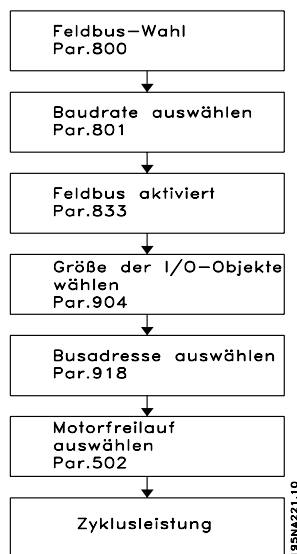 Feldbus-Wahl
Par.800
Baudrate auswählen
Par.801
Feldbus aktiviert
Par.833
Größe der I/O-Objekte
wählen
Par.904
Busadresse auswählen
Par.918
Motorfreilauf
auswählen
Par.502
Zyklusleistung
95NA221.10